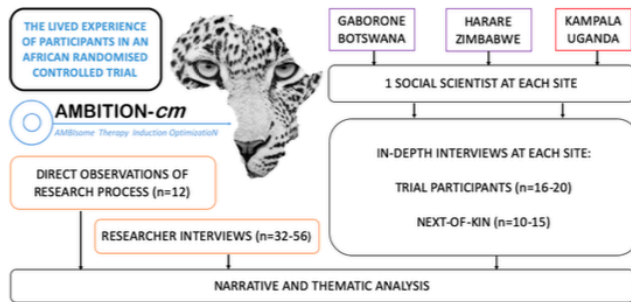 THE LIVED EXPERIENCE
OF PARTICIPANTS IN AN
AFRICAN RANDOMISED
CONTROLLED TRIAL
AMBITION-cm
AMBIsome Therapy Induction OptimizatioN
DIRECT OBSERVATIONS OF
RESEARCH PROCESS (n=12)
RESEARCHER INTERVIEWS (n=32-56)
GABORONE
BOTSWANA
HARARE
ZIMBABWE
KAMPALA
UGANDA
1 SOCIAL SCIENTIST AT EACH SITE
IN-DEPTH INTERVIEWS AT EACH SITE:
TRIAL PARTICIPANTS (n=16-20)
NEXT-OF-KIN (n=10-15)
NARRATIVE AND THEMATIC ANALYSIS